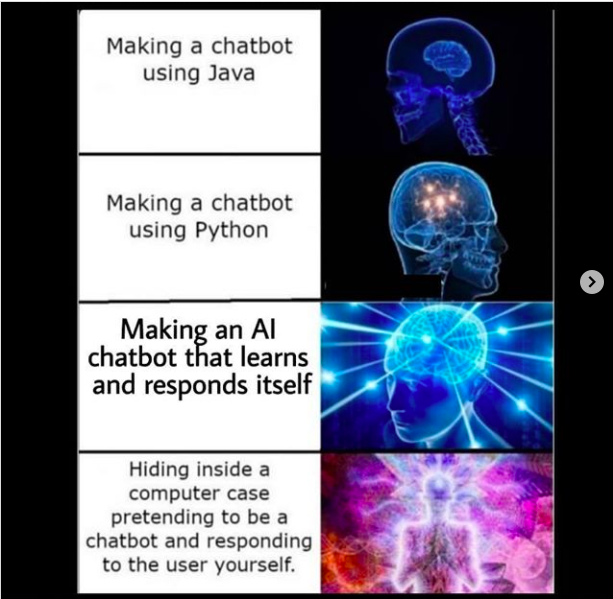 Making a chatbot
using Java
Making a chatbot
using Python
Making an AI
chatbot that learns
and responds itself
Hiding inside a
computer case
pretending to be a
chatbot and responding
to the user yourself.